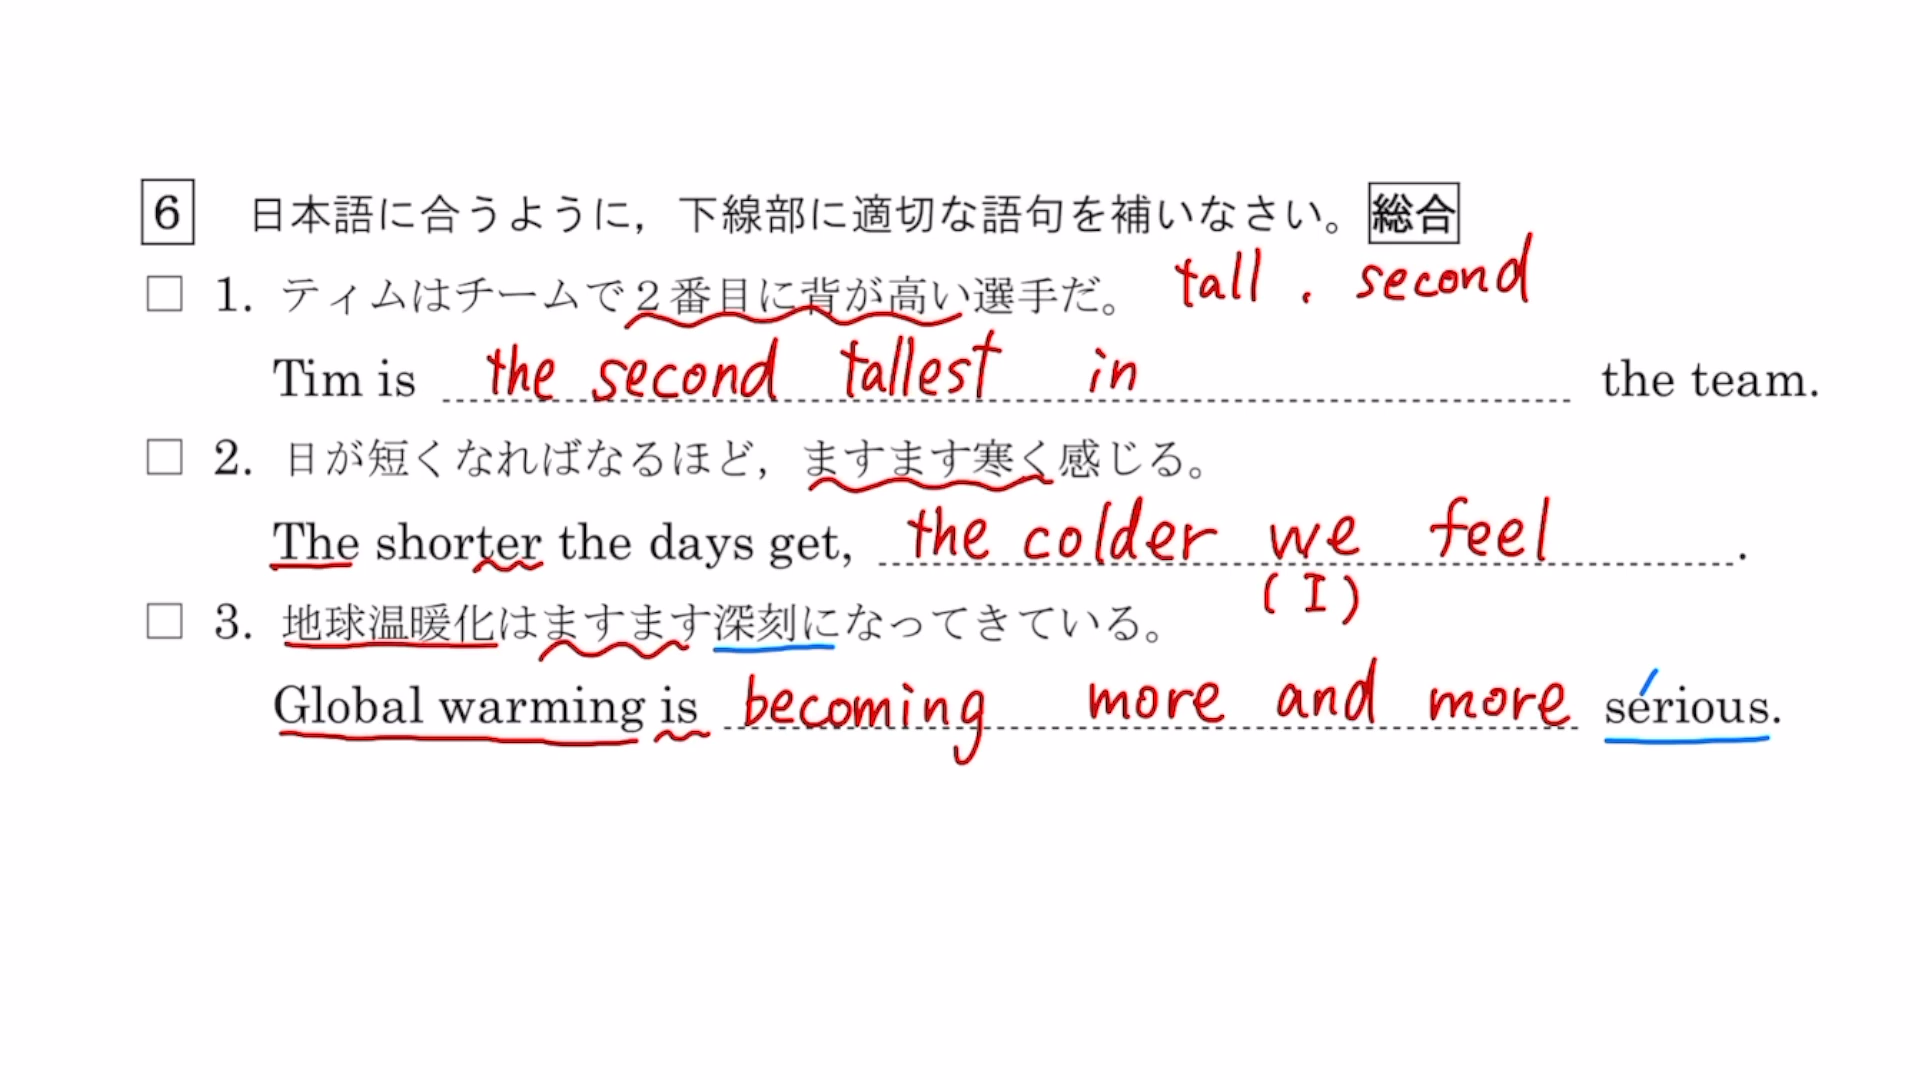 6 日本語に合うように，下線部に適切な語句を補いなさい。 総合
□ 1. ティムはチームで２番目に背が高い選手だ。 tall . second
Tim is the second tallest in the team.
□ 2. 日が短くなればなるほど，ますます寒く感じる。
The shorter the days get, the colder we feel.
(I)
□ 3. 地球温暖化はますます深刻になってきている。
Global warming is becoming more and more sérious.